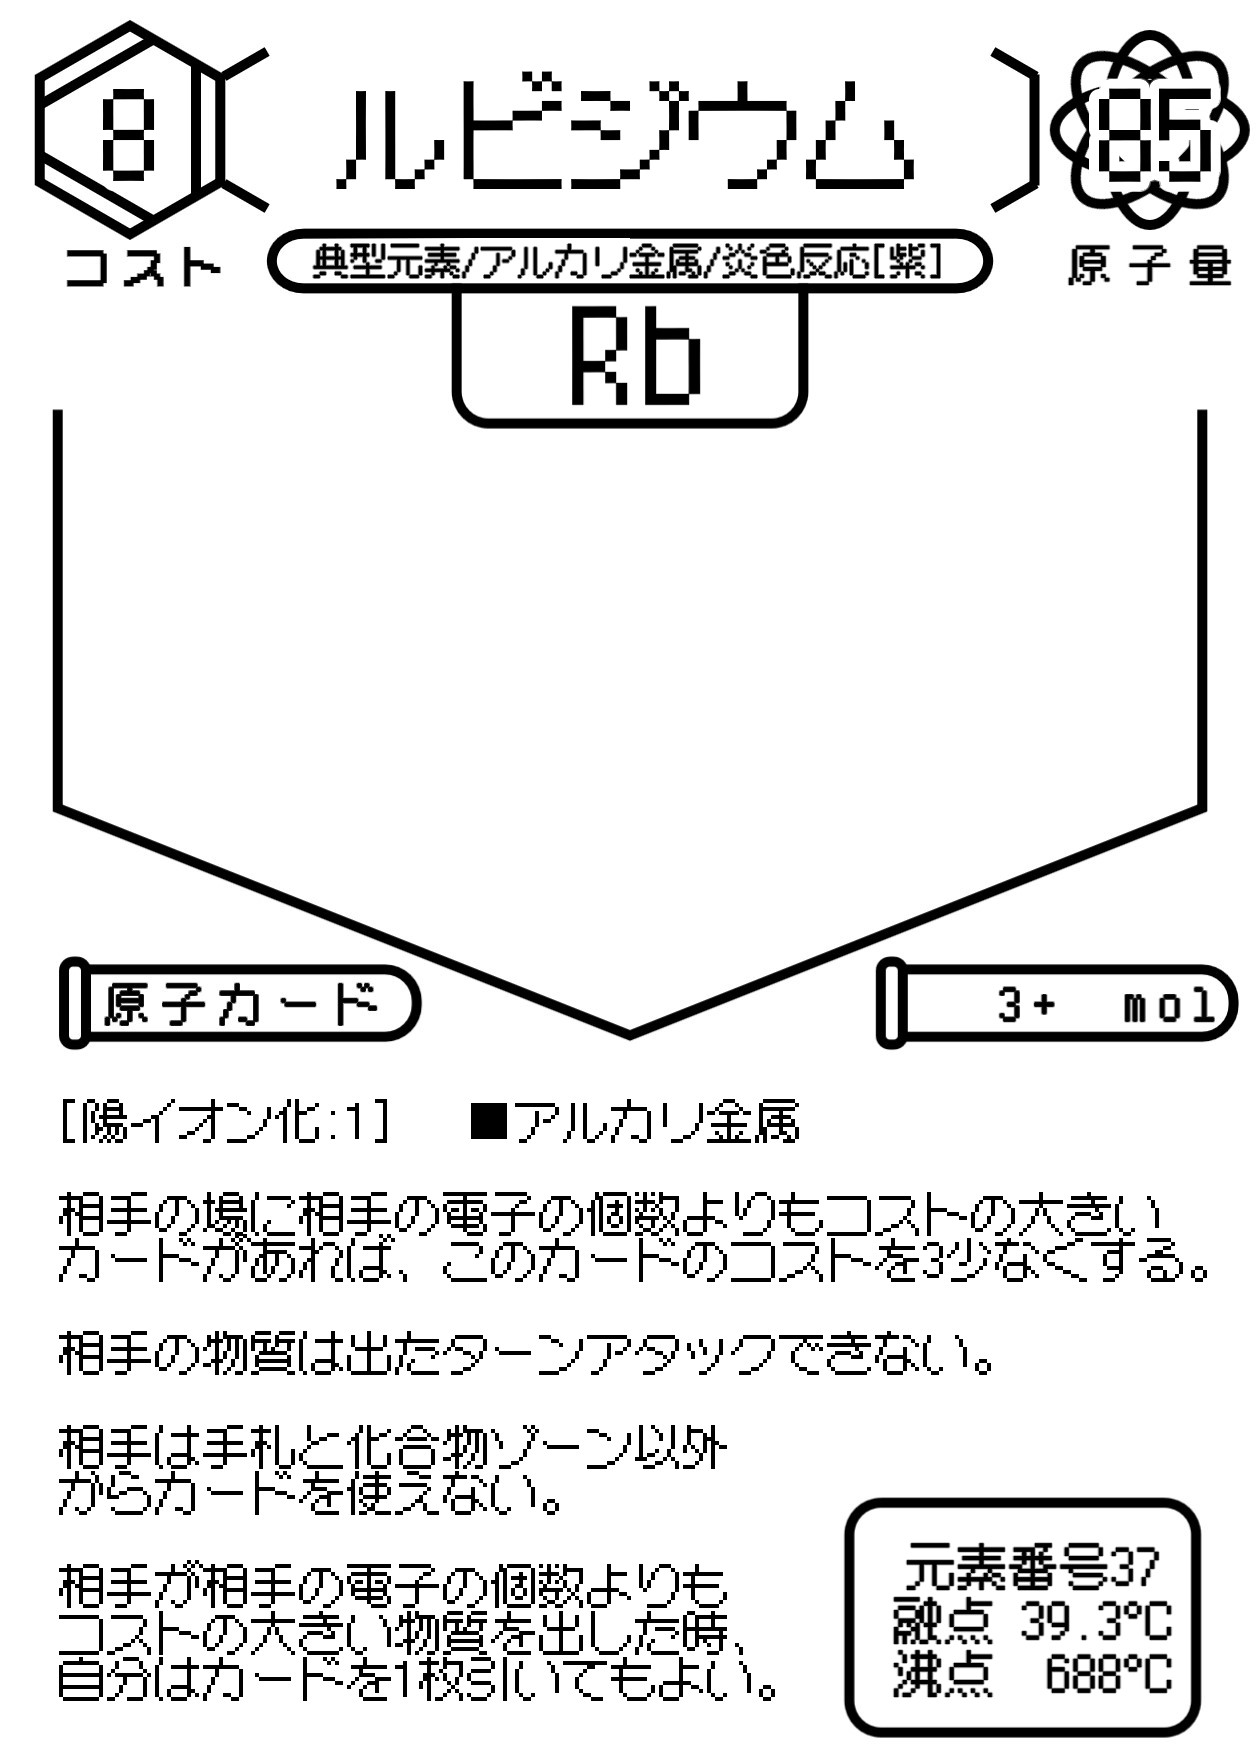 8
ルビジウム
85
コスト
典型元素/アルカリ金属/炎色反応[紫]
原子量
Rb
原子カード
3+ mol
[陽イオン化:1] ■アルカリ金属
相手の場に相手の電子の個数よりもコストの大きい
カードがあれば、このカードのコストを3少なくする。
相手の物質は出たターンアタックできない。
相手は手札と化合物ゾーン以外
からカードを使えない。
相手が相手の電子の個数よりも
コストの大きい物質を出した時、
自分はカードを1枚引いてもよい。
元素番号37
融点 39.3℃
沸点 688℃